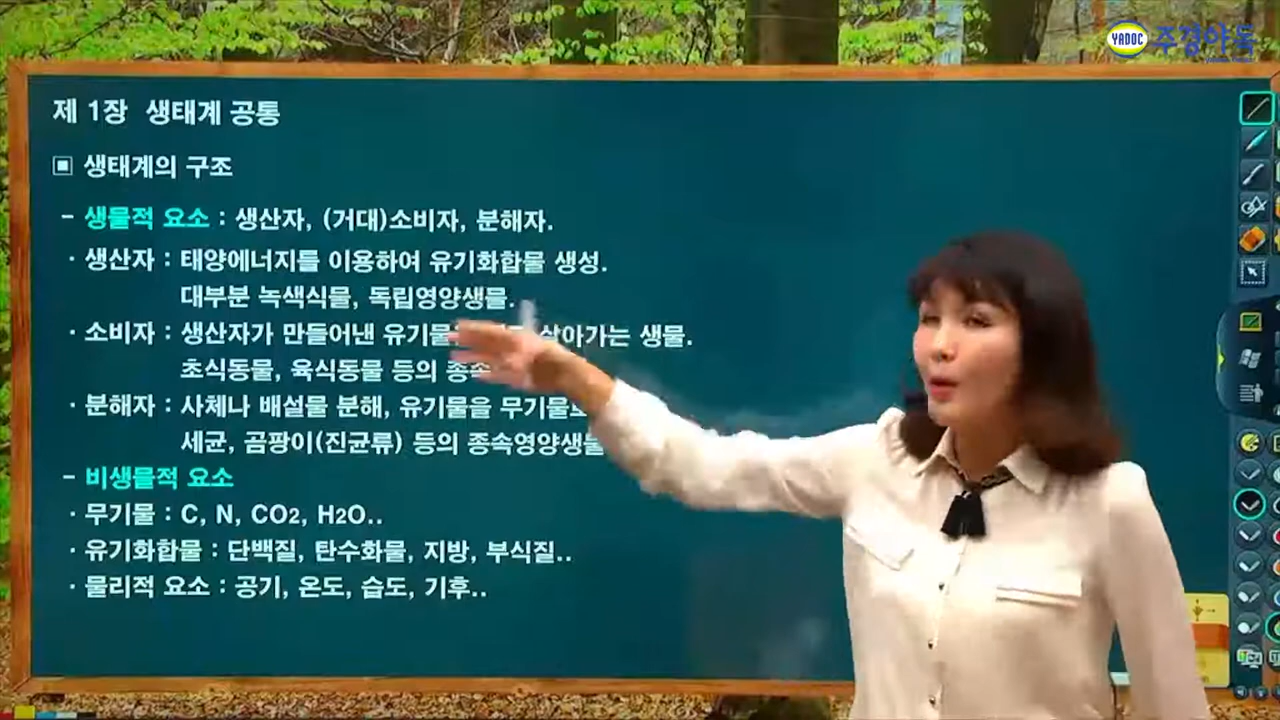 YADOC 주경야독
제 1장 생태계 공통
▣ 생태계의 구조
- 생물적 요소 : 생산자, (거대)소비자, 분해자.
· 생산자 : 태양에너지를 이용하여 유기화합물 생성.
대부분 녹색식물, 독립영양생물.
· 소비자 : 생산자가 만들어낸 살아가는 생물.
초식동물, 육식동물 등의
· 분해자 : 사체나 배설물 분해, 유기물을
세균, 곰팡이(진균류) 등의 종속영양생물
- 비생물적 요소
· 무기물 : C, N, CO2, H2O..
· 유기화합물 : 단백질, 탄수화물, 지방, 부식질..
· 물리적 요소 : 공기, 온도, 습도, 기후..